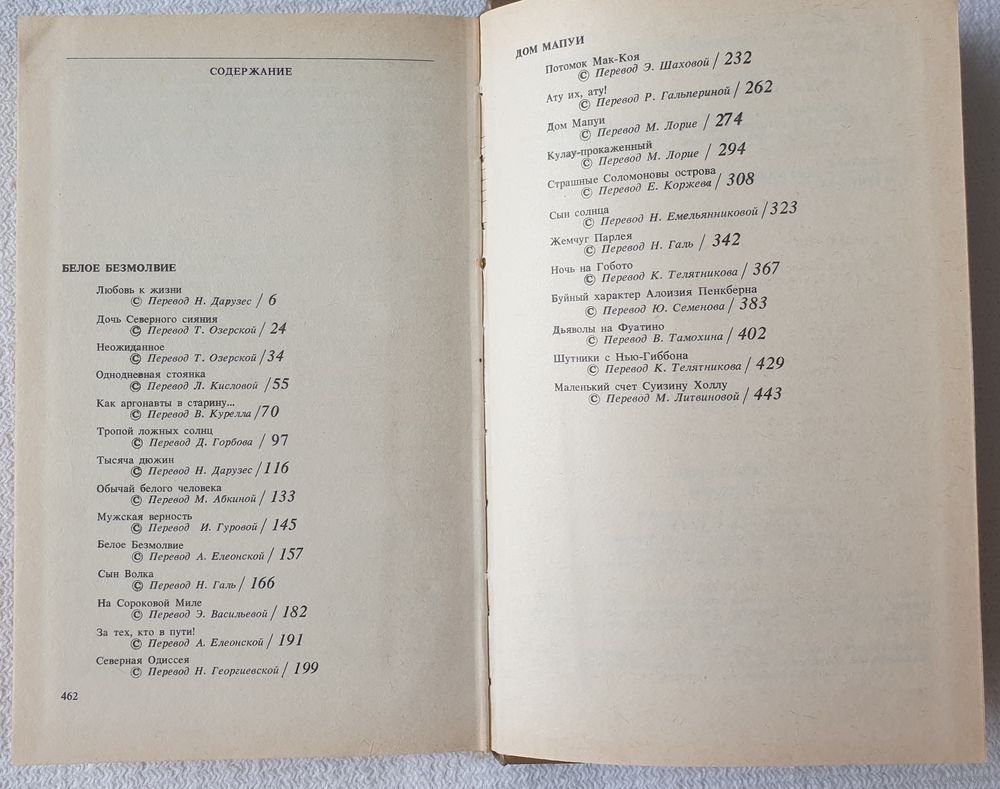 СОДЕРЖАНИЕ
БЕЛОЕ БЕЗМОЛВИЕ
Любовь к жизни
© Перевод Н. Дарузес / 6
Дочь Северного сияния
© Перевод Т. Озерской / 24
Неожиданное
© Перевод Т. Озерской / 34
Однодневная стоянка
© Перевод Л. Кисловой / 55
Как аргонавты в старину...
© Перевод В. Курелла / 70
Тропой ложных солнц
© Перевод Д. Горбова / 97
Тысяча дюжин
© Перевод Н. Дарузес / 116
Обычай белого человека
© Перевод М. Абкиной / 133
Мужская верность
© Перевод И. Гуровой / 145
Белое Безмолвие
© Перевод А. Елеонской / 157
Сын Волка
© Перевод Н. Галь / 166
На Сороковой Миле
© Перевод Э. Васильевой / 182
За тех, кто в пути!
© Перевод А. Елеонской / 191
Северная Одиссея
© Перевод Н. Георгиевской / 199
462
ДОМ МАПУИ
Потомок Мак-Коя
© Перевод Э. Шаховой / 232
Ату их, ату!
© Перевод Р. Гальпериной / 262
Дом Мапуи
© Перевод М. Лорие / 274
Кулау-прокаженный
© Перевод М. Лорие / 294
Страшные Соломоновы острова
© Перевод Е. Коржева / 308
Сын солнца
© Перевод Н. Емельянниковой / 323
Жемчуг Парлея
© Перевод Н. Галь / 342
Ночь на Гобото
© Перевод К. Телятникова / 367
Буйный характер Алоизия Пенкберна
© Перевод Ю. Семенова / 383
Дьяволы на Фуатино
© Перевод В. Тамохина / 402
Шутники с Нью-Гиббона
© Перевод К. Телятникова / 429
Маленький счет Суизину Холлу
© Перевод М. Литвиновой / 443